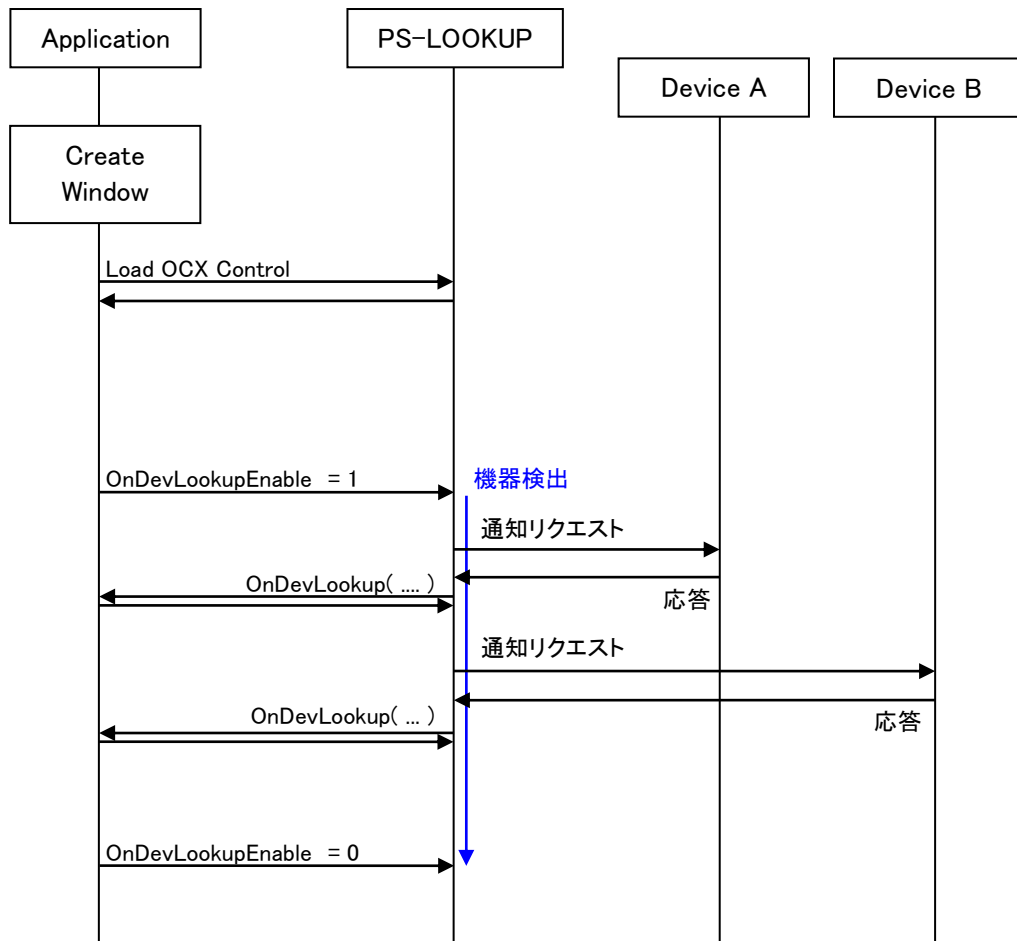 Application
PS-LOOKUP
Device A
Device B
Create
Window
Load OCX Control
OnDevLookupEnable = 1
機器検出
通知リクエスト
OnDevLookup( .... )
応答
通知リクエスト
OnDevLookup( ... )
応答
OnDevLookupEnable = 0